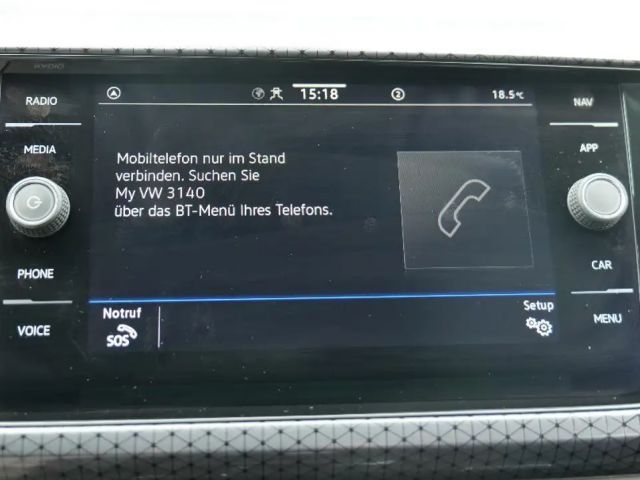 RADIO
MEDIA
PHONE
VOICE
15:18
2
18.5°C
Mobiltelefon nur im Stand
verbinden. Suchen Sie
My VW 3140
über das BT-Menü Ihres Telefons.
Notruf
SOS
Setup
NAV
APP
CAR
MENU